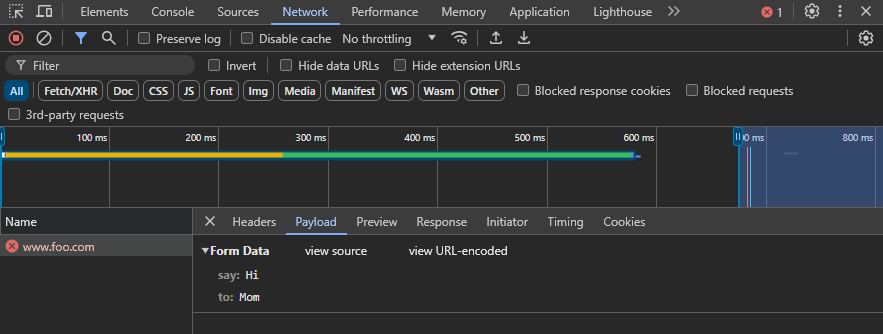 Elements Console Sources Network Performance Memory Application Lighthouse 1
Preserve log Disable cache No throttling
Filter Invert Hide data URLs Hide extension URLs
All Fetch/XHR Doc CSS JS Font Img Media Manifest WS Wasm Other Blocked response cookies Blocked requests
3rd-party requests
100 ms 200 ms 300 ms 400 ms 500 ms 600 ms 800 ms
Name Headers Payload Preview Response Initiator Timing Cookies
www.foo.com Form Data view source view URL-encoded
say: Hi
to: Mom